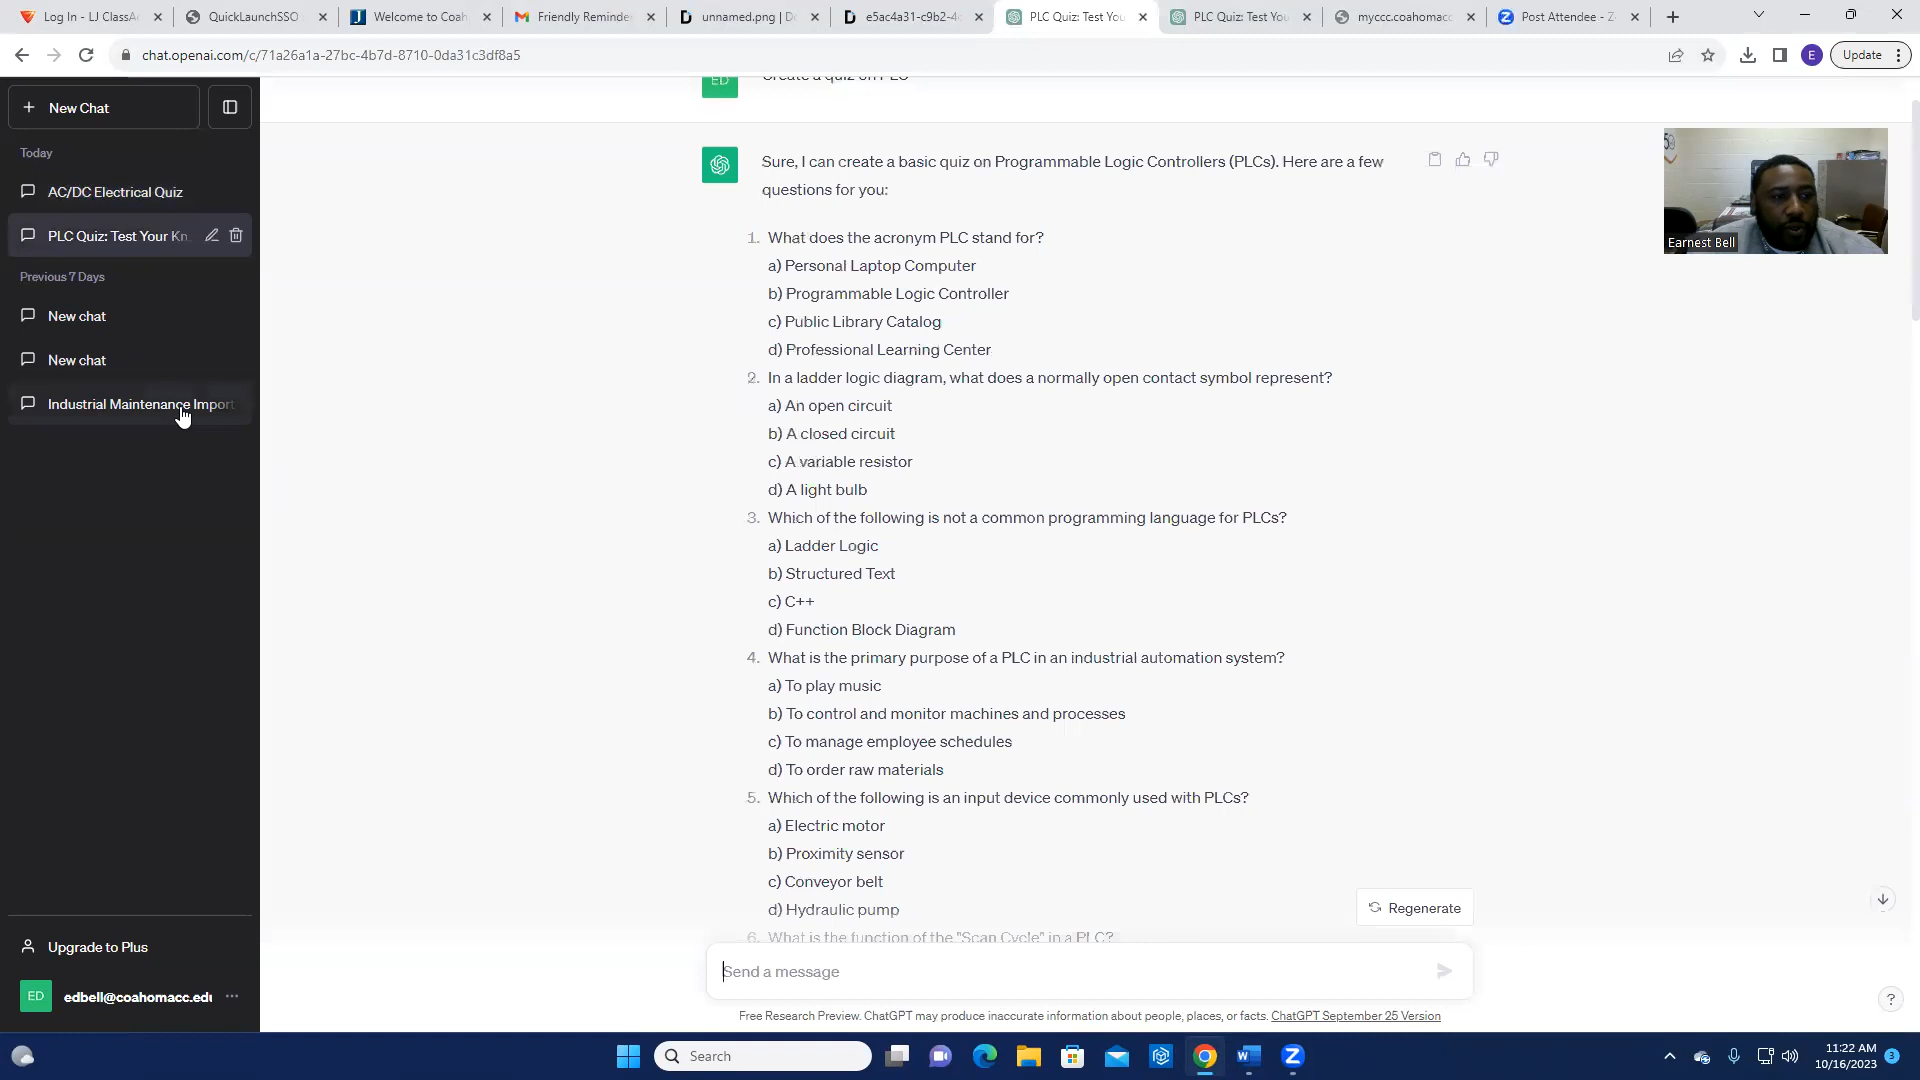 Log In - LJ ClassA
QuickLaunchSSO
Welcome to Coah
Friendly Reminde
unnamed.png | D
e5ac4a31-c9b2-4
PLC Quiz: Test You
PLC Quiz: Test You
myccc.coahomac
Post Attendee - Z
chat.openai.com/c/71a26a1a-27bc-4b7d-8710-0da31c3df8a5
E
Update
New Chat
Today
AC/DC Electrical Quiz
PLC Quiz: Test Your Kn
Previous 7 Days
New chat
New chat
Industrial Maintenance Import
Upgrade to Plus
ED
edbell@coahomacc.edu
ED
Create a quiz on PLC
Sure, I can create a basic quiz on Programmable Logic Controllers (PLCs). Here are a few
questions for you:
1. What does the acronym PLC stand for?
a) Personal Laptop Computer
b) Programmable Logic Controller
c) Public Library Catalog
d) Professional Learning Center
2. In a ladder logic diagram, what does a normally open contact symbol represent?
a) An open circuit
b) A closed circuit
c) A variable resistor
d) A light bulb
3. Which of the following is not a common programming language for PLCs?
a) Ladder Logic
b) Structured Text
c) C++
d) Function Block Diagram
4. What is the primary purpose of a PLC in an industrial automation system?
a) To play music
b) To control and monitor machines and processes
c) To manage employee schedules
d) To order raw materials
5. Which of the following is an input device commonly used with PLCs?
a) Electric motor
b) Proximity sensor
c) Conveyor belt
d) Hydraulic pump
6. What is the function of the "Scan Cycle" in a PLC?
Regenerate
Send a message
Free Research Preview. ChatGPT may produce inaccurate information about people, places, or facts. ChatGPT September 25 Version
?
Earnest Bell
Search
11:22 AM
10/16/2023
3